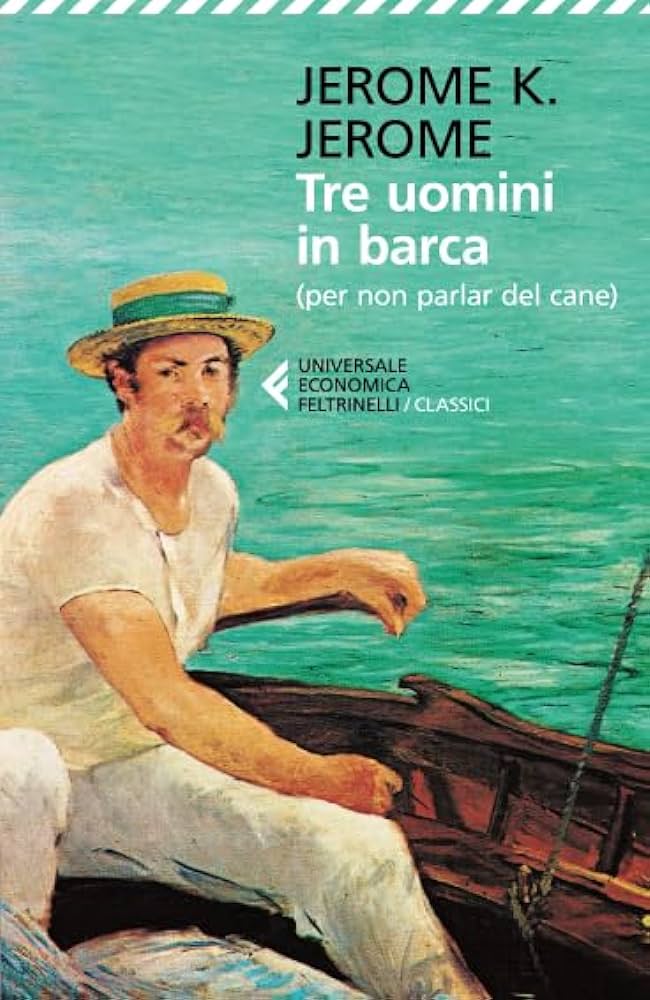 JEROME K.
JEROME
Tre uomini
in barca
(per non parlar del cane)
UNIVERSALE
ECONOMICA
FELTRINELLI / CLASSICI